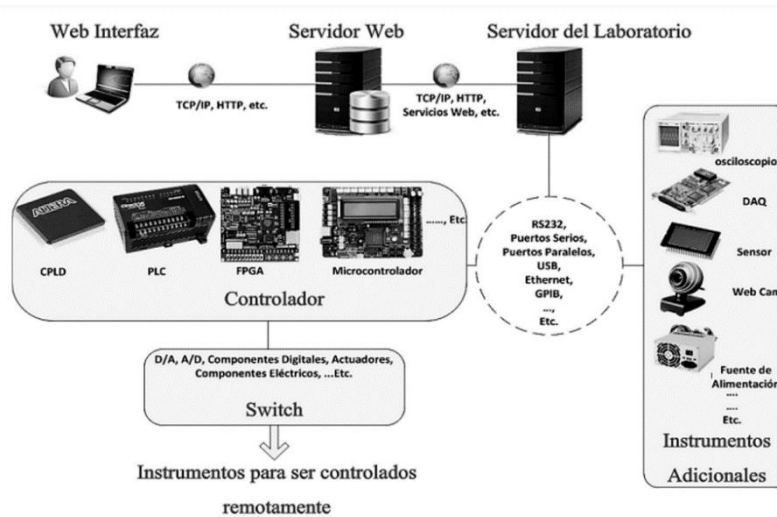 Web Interfaz
Servidor Web
Servidor del Laboratorio
TCP/IP, HTTP, etc.
TCP/IP, HTTP,
Servicios Web, etc.
osciloscopio
DAQ
Sensor
Web Cam
Fuente de
Alimentación
....
....
Etc.
Instrumentos
Adicionales
RS232,
Puertos Serios,
Puertos Paralelos,
USB,
Ethernet,
GPIB,
...,
Etc.
ALTERA
CPLD
PLC
FPGA
Microcontrolador
......, Etc.
Controlador
D/A, A/D, Componentes Digitales, Actuadores,
Componentes Eléctricos, ...Etc.
Switch
Instrumentos para ser controlados
remotamente